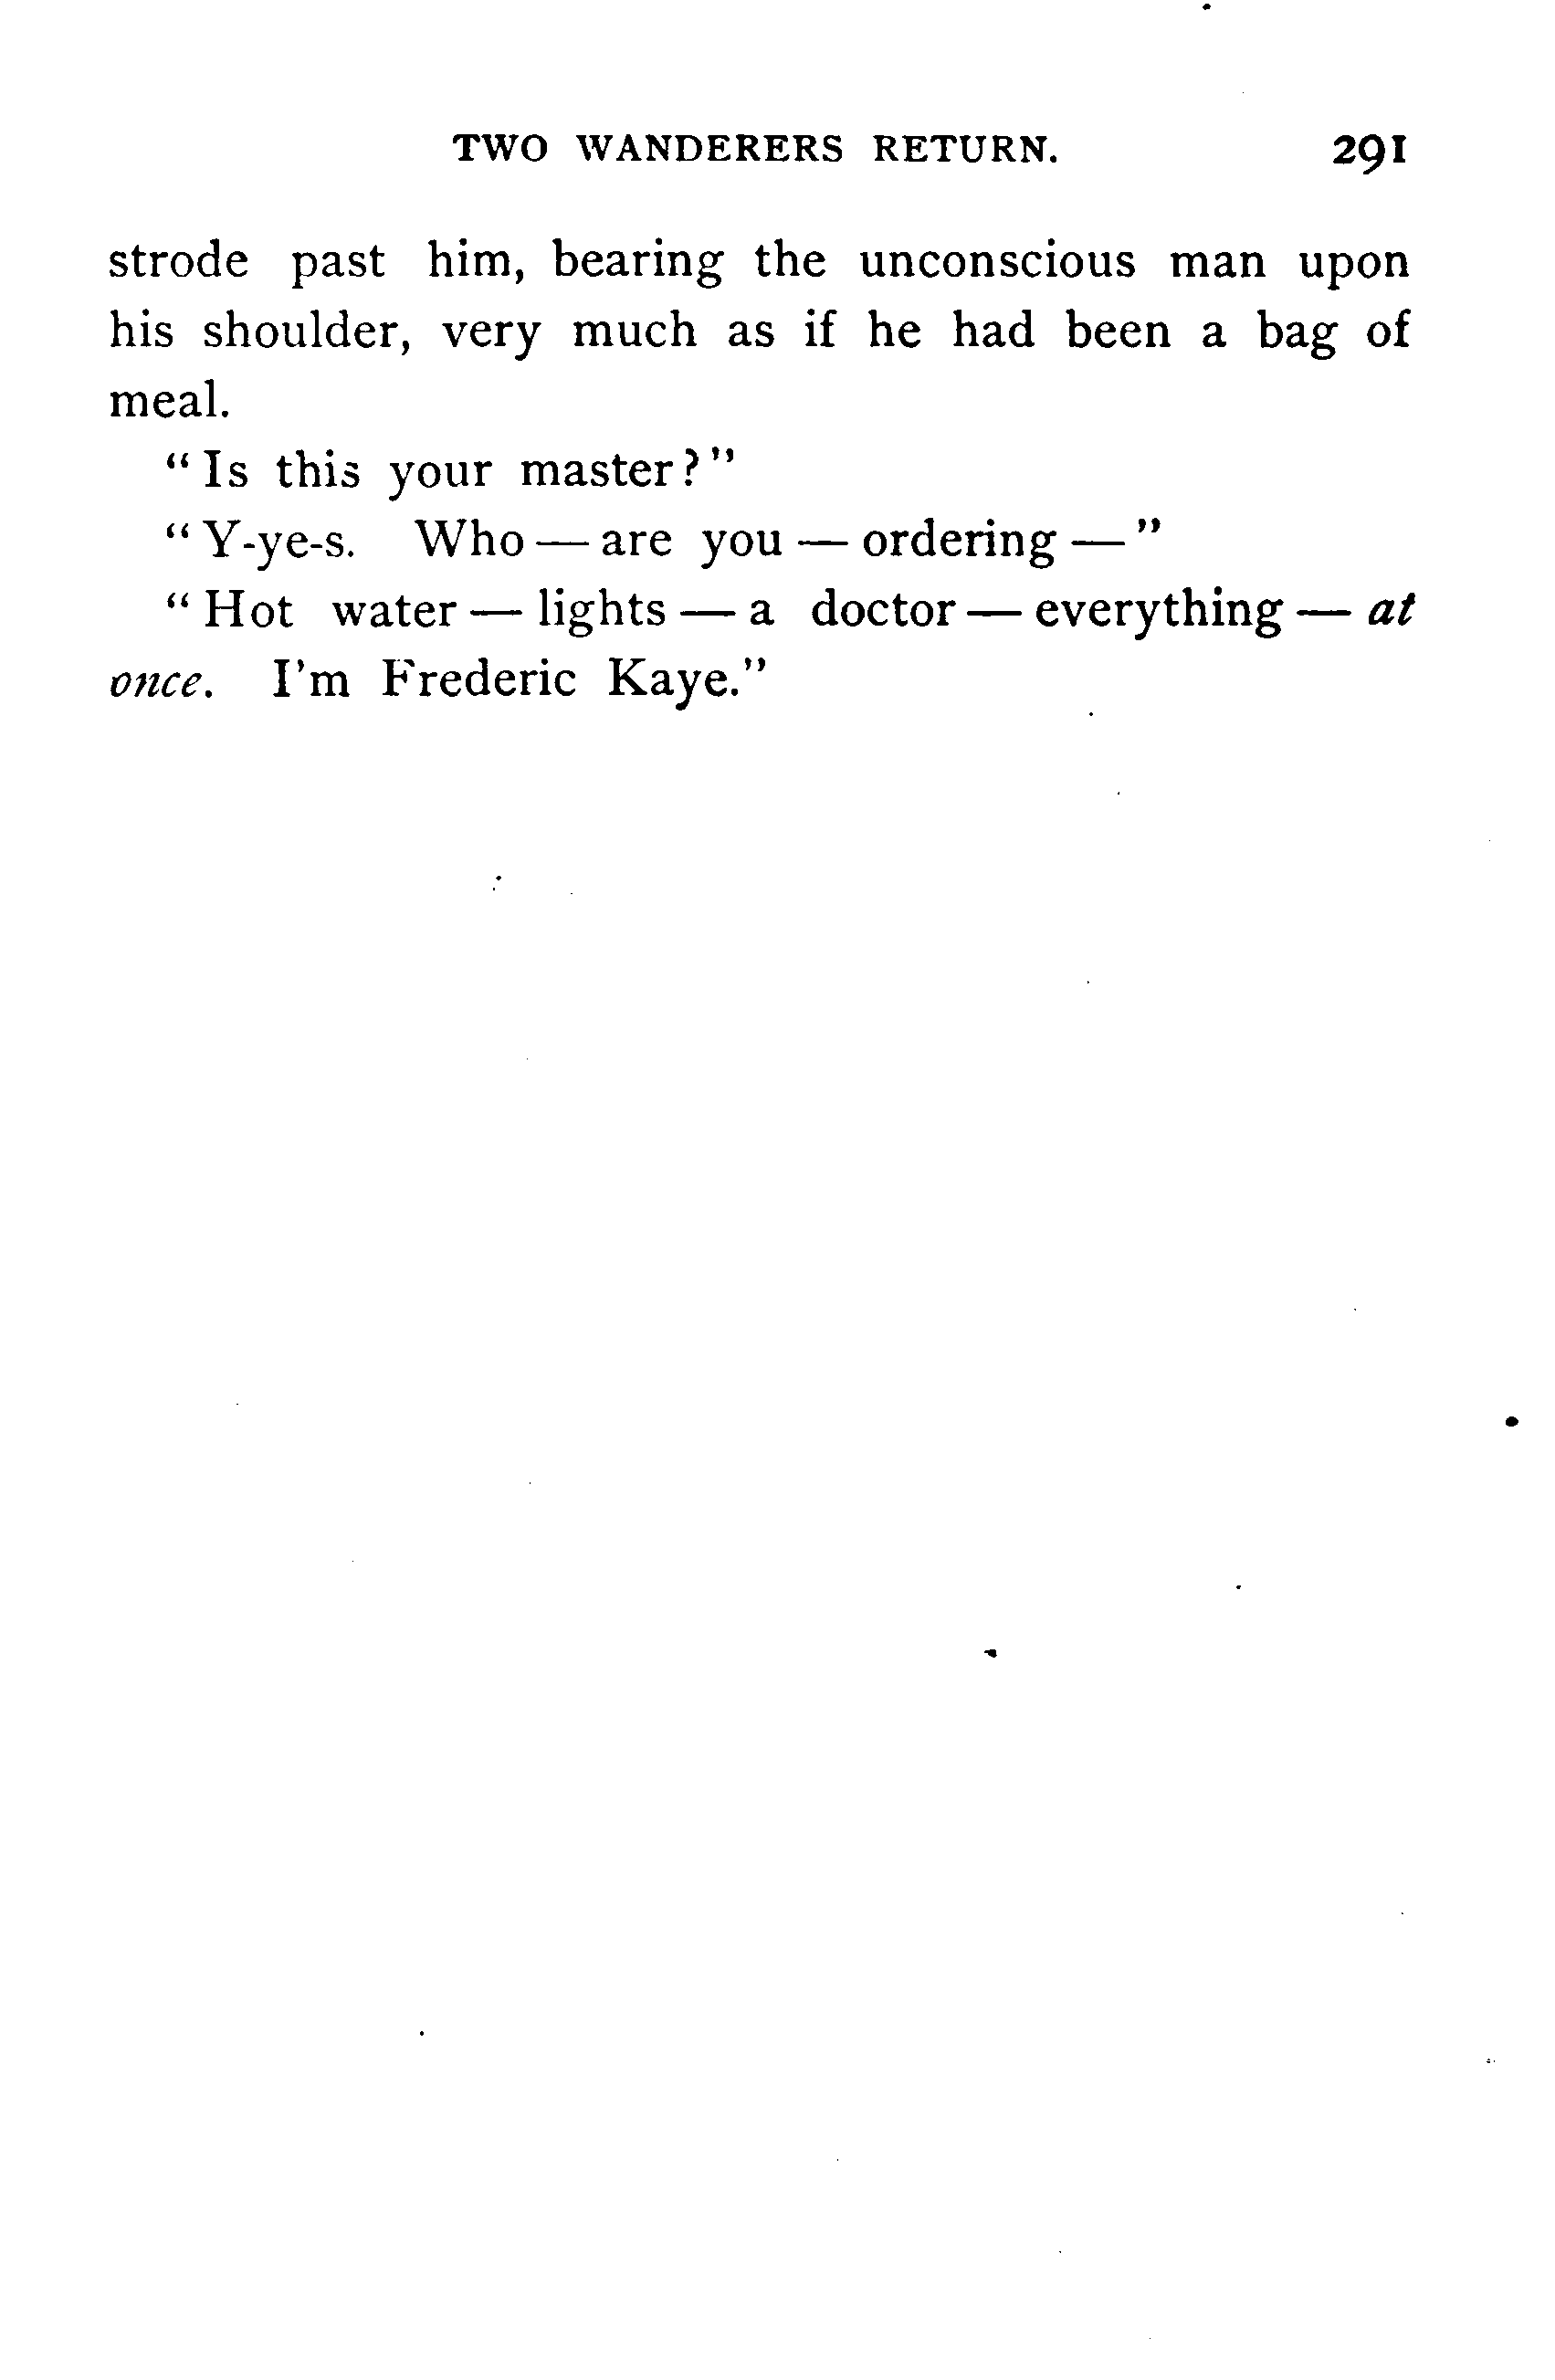 TWO WANDERERS RETURN. 291
strode past him, bearing the unconscious man upon
his shoulder, very much as if he had been a bag of
meal.
"Is this your master?"
"Y-ye-s. Who — are you — ordering —"
"Hot water — lights — a doctor — everything — at
once. I'm Frederic Kaye."